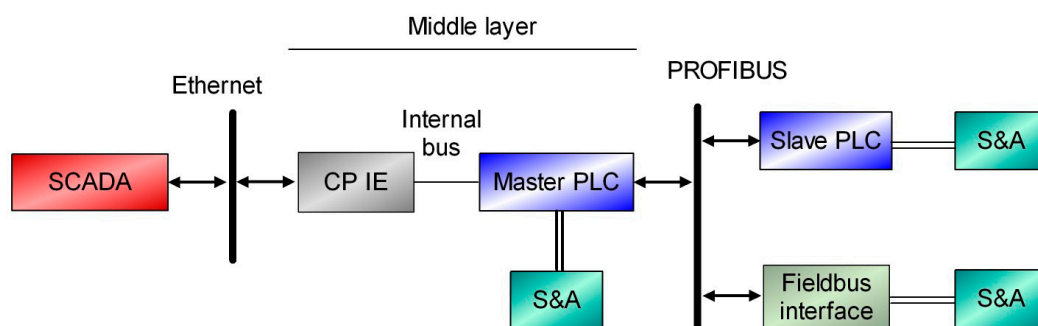 Middle layer
Ethernet
PROFIBUS
Internal
bus
SCADA
CP IE
Master PLC
Slave PLC
S&A
S&A
Fieldbus
interface
S&A